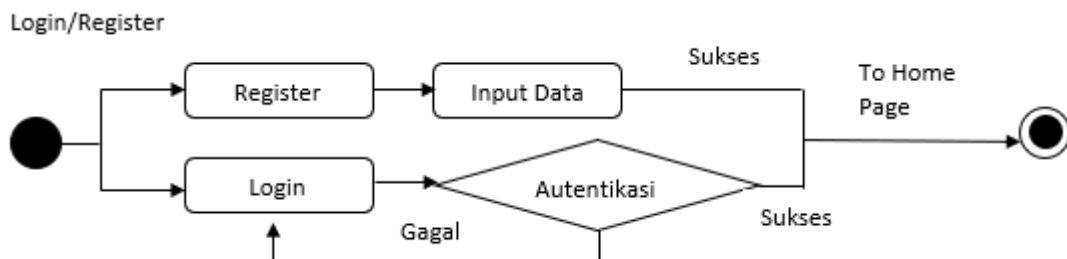 Login/Register
Sukses
To Home
Page
Register
Input Data
Login
Autentikasi
Gagal
Sukses